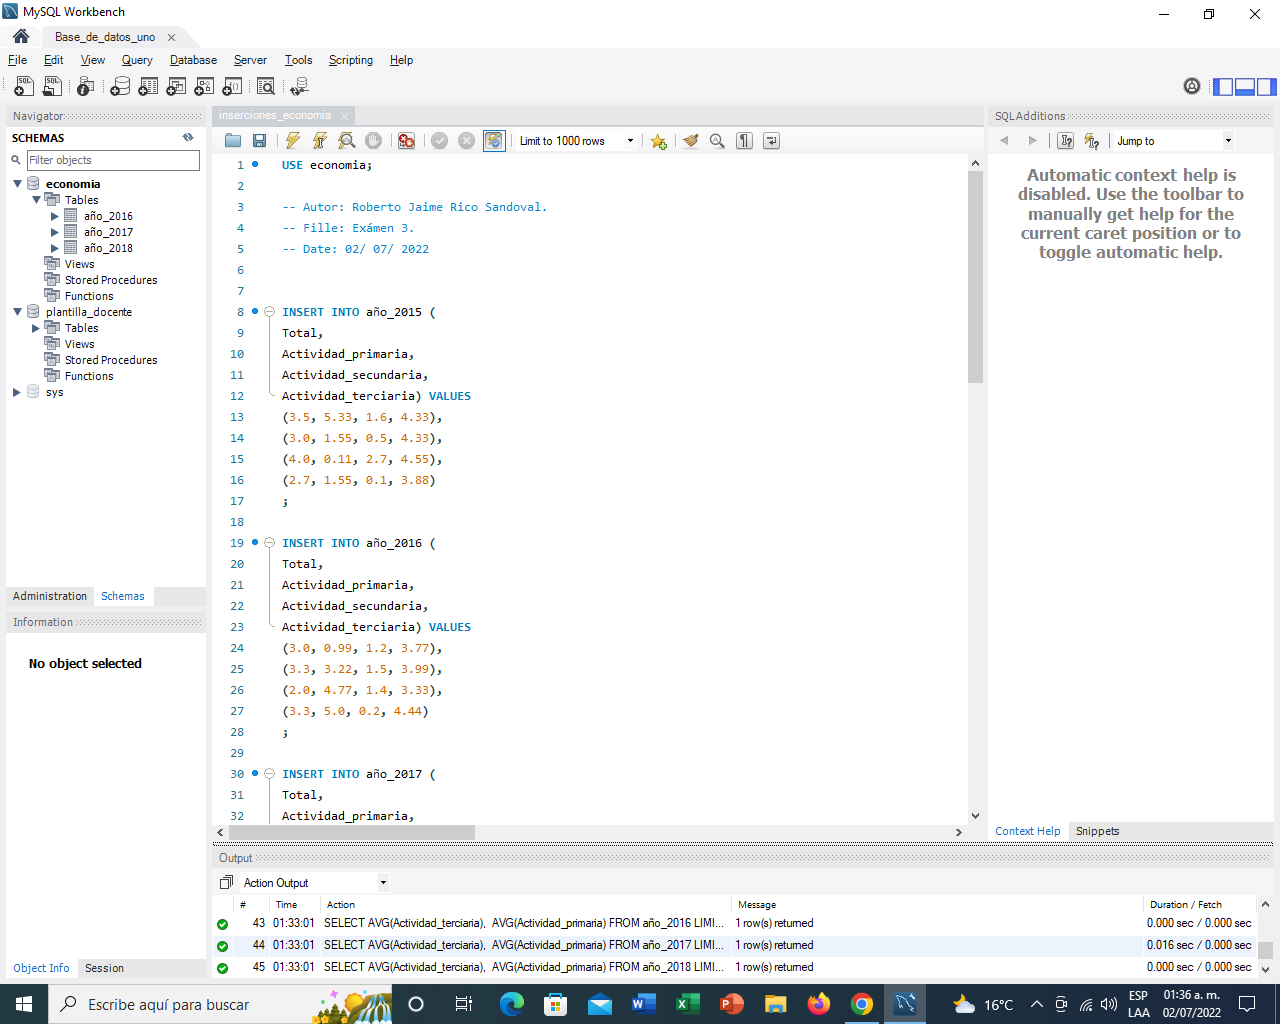 MySQL Workbench
Base_de_datos_uno
File Edit View Query Database Server Tools Scripting Help
Navigator
SCHEMAS
Filter objects
economia
Tables
año_2016
año_2017
año_2018
Views
Stored Procedures
Functions
plantilla_docente
Tables
Views
Stored Procedures
Functions
sys
Administration Schemas
Information
No object selected
Object Info Session
inserciones_economia
Limit to 1000 rows
1 USE economia;
2
3 -- Autor: Roberto Jaime Rico Sandoval.
4 -- Fille: Exámen 3.
5 -- Date: 02/ 07/ 2022
6
7
8 INSERT INTO año_2015 (
9 Total,
10 Actividad_primaria,
11 Actividad_secundaria,
12 Actividad_terciaria) VALUES
13 (3.5, 5.33, 1.6, 4.33),
14 (3.0, 1.55, 0.5, 4.33),
15 (4.0, 0.11, 2.7, 4.55),
16 (2.7, 1.55, 0.1, 3.88)
17 ;
18
19 INSERT INTO año_2016 (
20 Total,
21 Actividad_primaria,
22 Actividad_secundaria,
23 Actividad_terciaria) VALUES
24 (3.0, 0.99, 1.2, 3.77),
25 (3.3, 3.22, 1.5, 3.99),
26 (2.0, 4.77, 1.4, 3.33),
27 (3.3, 5.0, 0.2, 4.44)
28 ;
29
30 INSERT INTO año_2017 (
31 Total,
32 Actividad_primaria,
SQLAdditions
Jump to
Automatic context help is
disabled. Use the toolbar to
manually get help for the
current caret position or to
toggle automatic help.
Context Help Snippets
Output
Action Output
# Time Action Message Duration / Fetch
43 01:33:01 SELECT AVG(Actividad_terciaria), AVG(Actividad_primaria) FROM año_2016 LIMI... 1 row(s) returned 0.000 sec / 0.000 sec
44 01:33:01 SELECT AVG(Actividad_terciaria), AVG(Actividad_primaria) FROM año_2017 LIMI... 1 row(s) returned 0.016 sec / 0.000 sec
45 01:33:01 SELECT AVG(Actividad_terciaria), AVG(Actividad_primaria) FROM año_2018 LIMI... 1 row(s) returned 0.000 sec / 0.000 sec
Escribe aquí para buscar
16°C
ESP
LAA
01:36 a. m.
02/07/2022